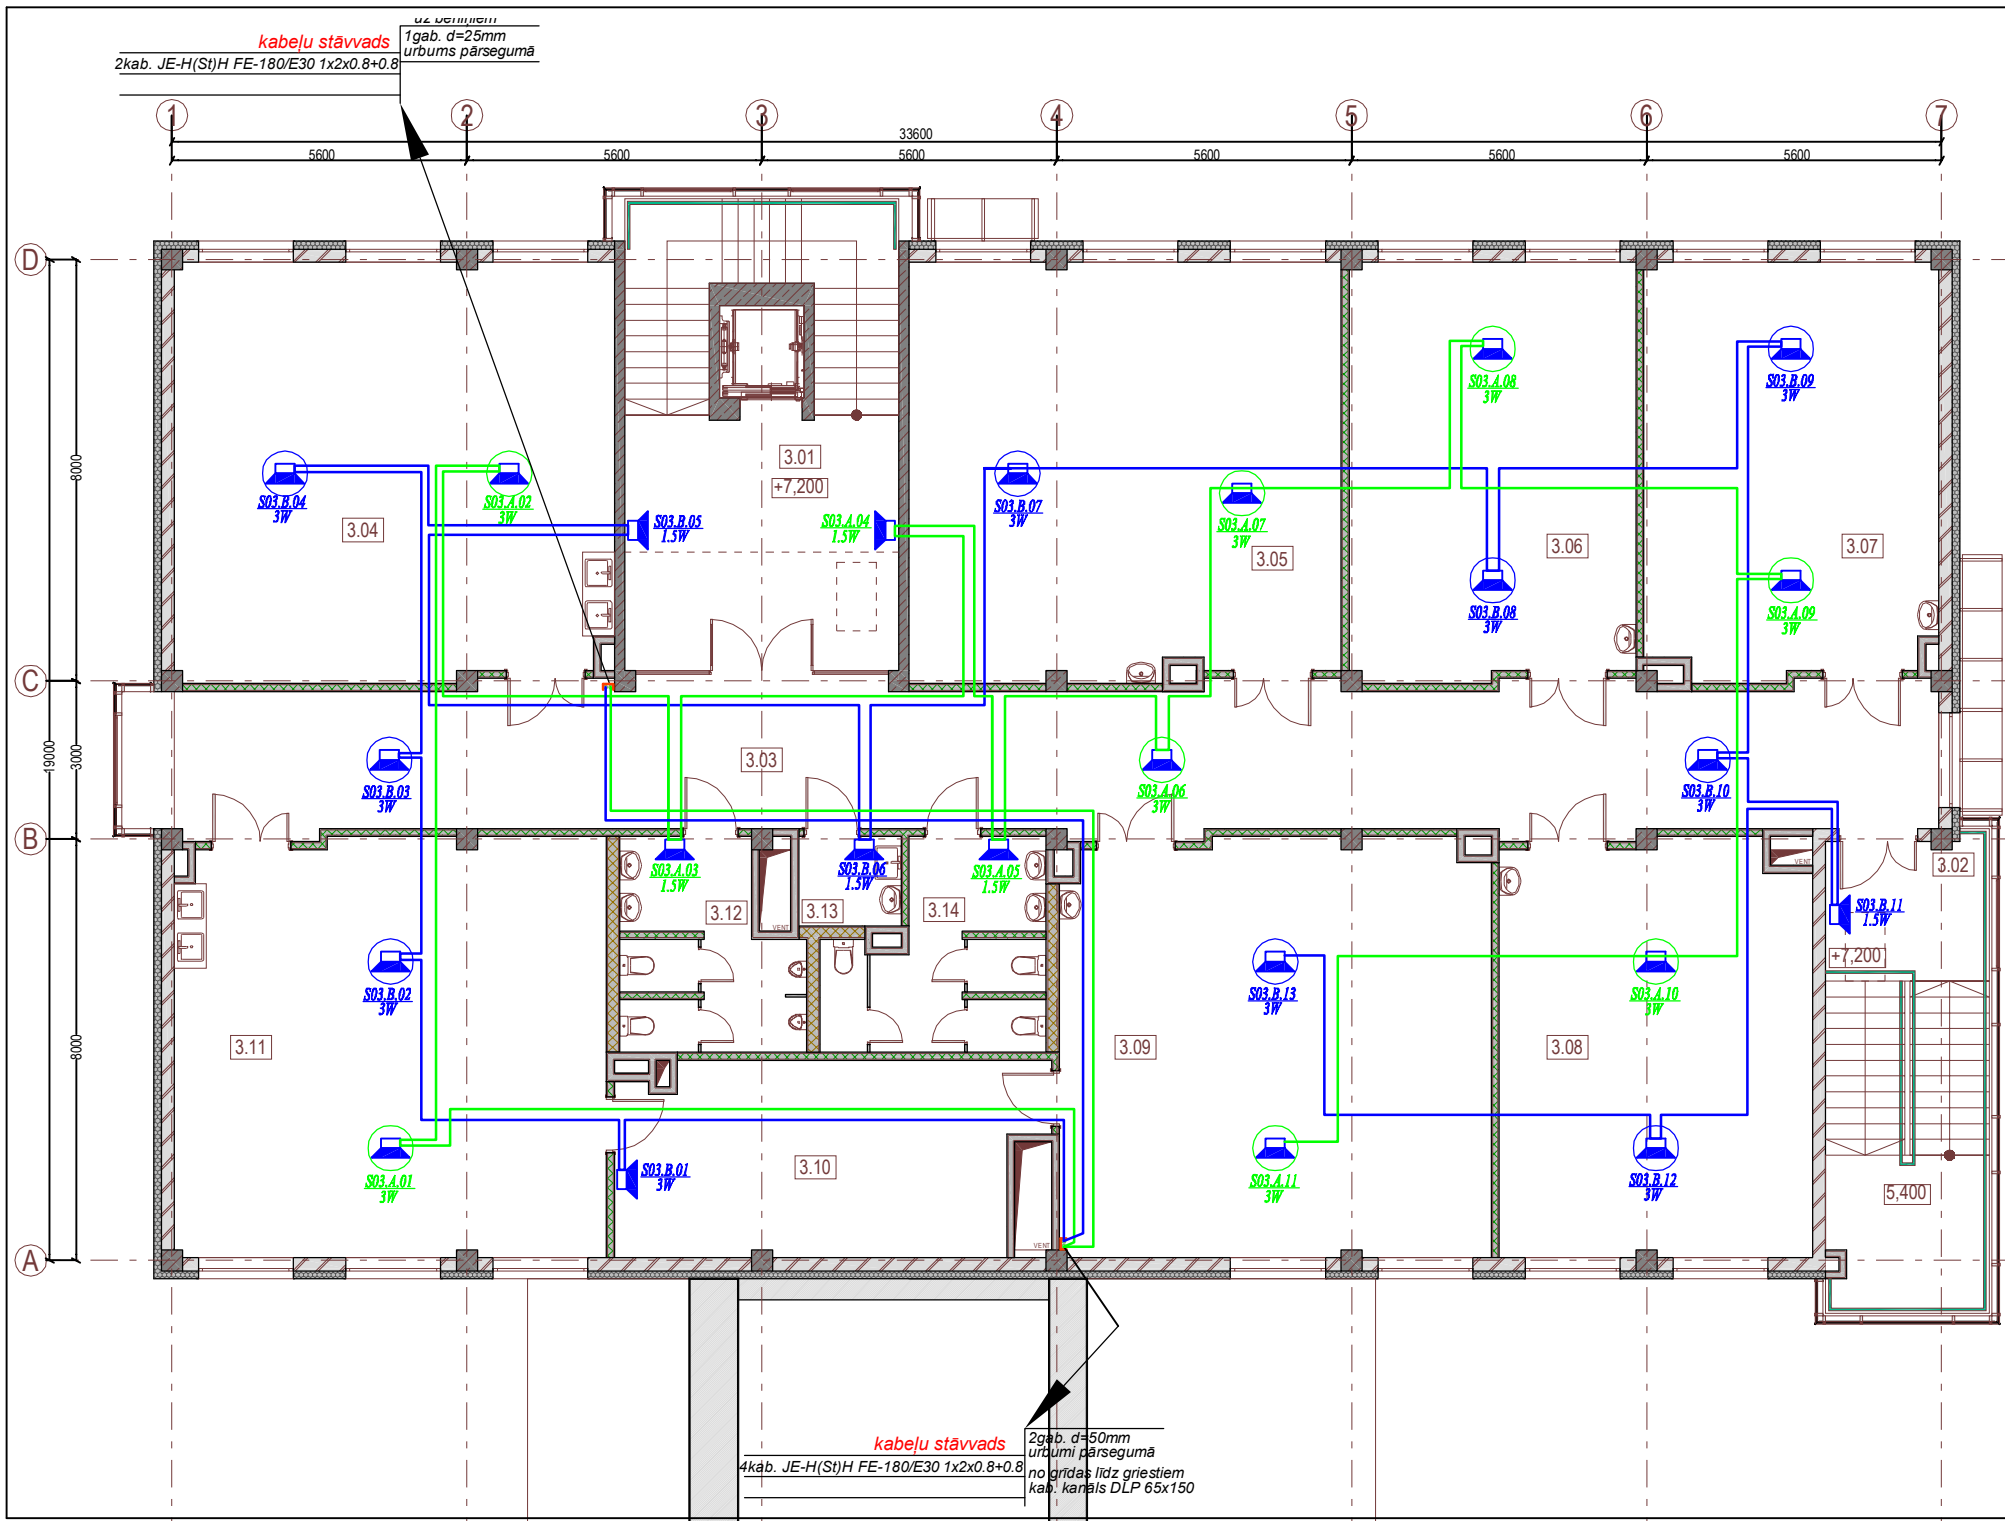 uz bēniņiem
kabeļu stāvvads
1gab. d=25mm
urbums pārsegumā
2kab. JE-H(St)H FE-180/E30 1x2x0.8+0.8
1
2
3
4
5
6
7
33600
5600
5600
5600
5600
5600
5600
D
C
B
A
8000
3000
8000
19000
S03.A.08
3W
S03.B.09
3W
3.01
+7,200
S03.B.04
3W
S03.A.02
3W
3.04
S03.B.05
1.5W
S03.A.04
1.5W
S03.B.07
3W
S03.A.07
3W
3.05
3.06
3.07
S03.B.08
3W
S03.A.09
3W
3.03
S03.B.03
3W
S03.A.06
3W
S03.B.10
3W
S03.A.03
1.5W
S03.B.06
1.5W
S03.A.05
1.5W
VENT
3.02
3.12
3.13
3.14
VENT
S03.B.11
1.5W
+7,200
S03.B.02
3W
S03.B.13
3W
S03.A.10
3W
3.11
3.09
3.08
S03.A.01
3W
S03.B.01
3W
3.10
S03.A.11
3W
S03.B.12
3W
5,400
VENT
kabeļu stāvvads
2gab. d=50mm
urbumi pārsegumā
4kab. JE-H(St)H FE-180/E30 1x2x0.8+0.8
no grīdas līdz griestiem
kab. kanāls DLP 65x150